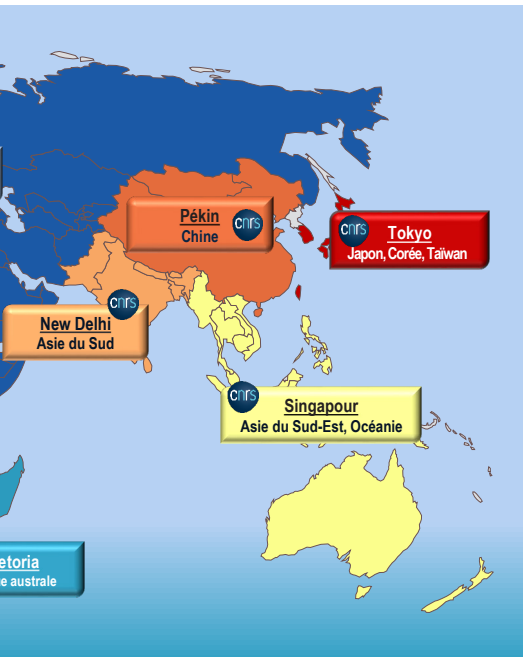 Pékin
Chine
cnrs
cnrs
Tokyo
Japon, Corée, Taïwan
cnrs
New Delhi
Asie du Sud
cnrs
Singapour
Asie du Sud-Est, Océanie
etoria
e australe